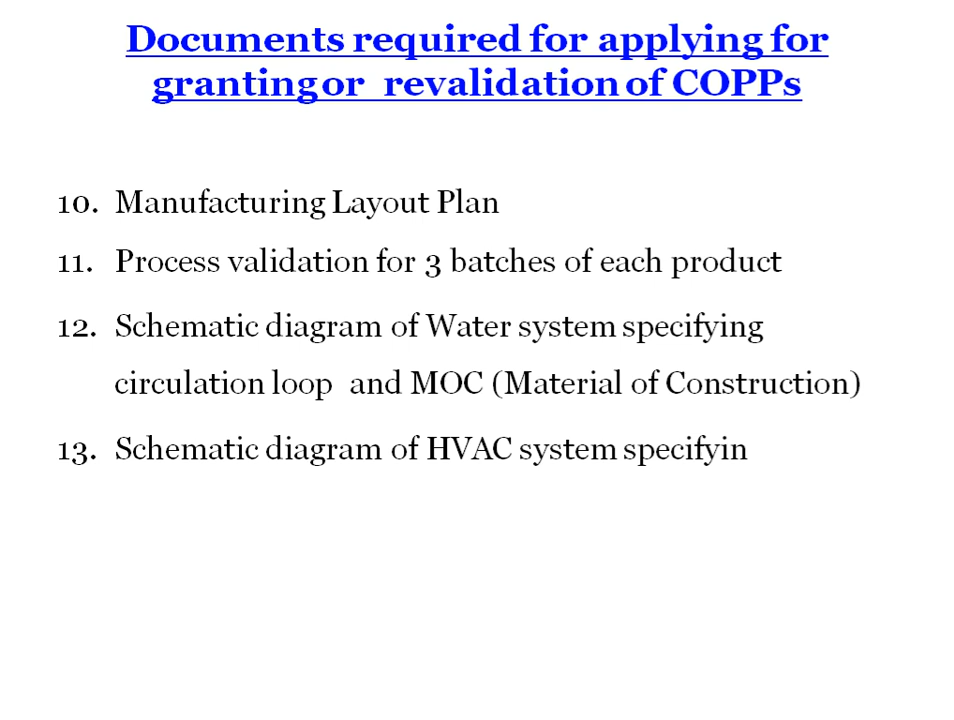 Documents required for applying for
granting or revalidation of COPPs
10. Manufacturing Layout Plan
11. Process validation for 3 batches of each product
12. Schematic diagram of Water system specifying
circulation loop and MOC (Material of Construction)
13. Schematic diagram of HVAC system specifyin